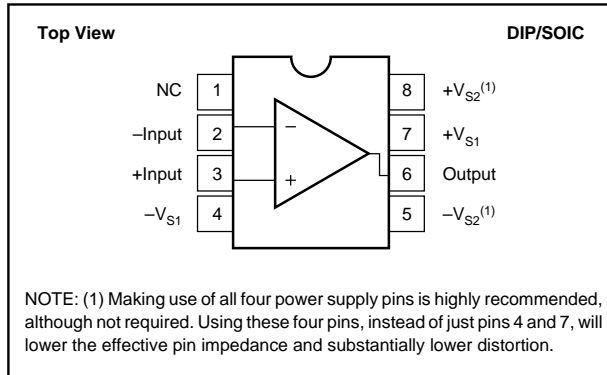 Top View DIP/SOIC
NC 1 8 +VS2(1)
–Input 2 – 7 +VS1
+Input 3 + 6 Output
–VS1 4 5 –VS2(1)
NOTE: (1) Making use of all four power supply pins is highly recommended,
although not required. Using these four pins, instead of just pins 4 and 7, will
lower the effective pin impedance and substantially lower distortion.